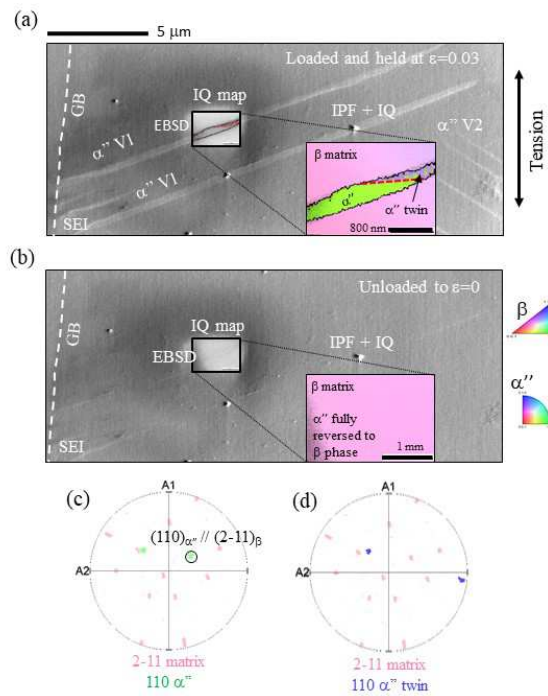 (a)
5 μm
Loaded and held at ε=0.03
GB
IQ map
EBSD
IPF + IQ
α” V1
α” V1
α” V2
SEI
β matrix
α”
α” twin
800 nm
Tension
(b)
Unloaded to ε=0
GB
IQ map
EBSD
IPF + IQ
SEI
β matrix
α” fully
reversed to
β phase
1 mm
β
α’’
(c)
A1
A2
(110)α” // (2-11)β
2-11 matrix
110 α”
(d)
A1
A2
2-11 matrix
110 α” twin